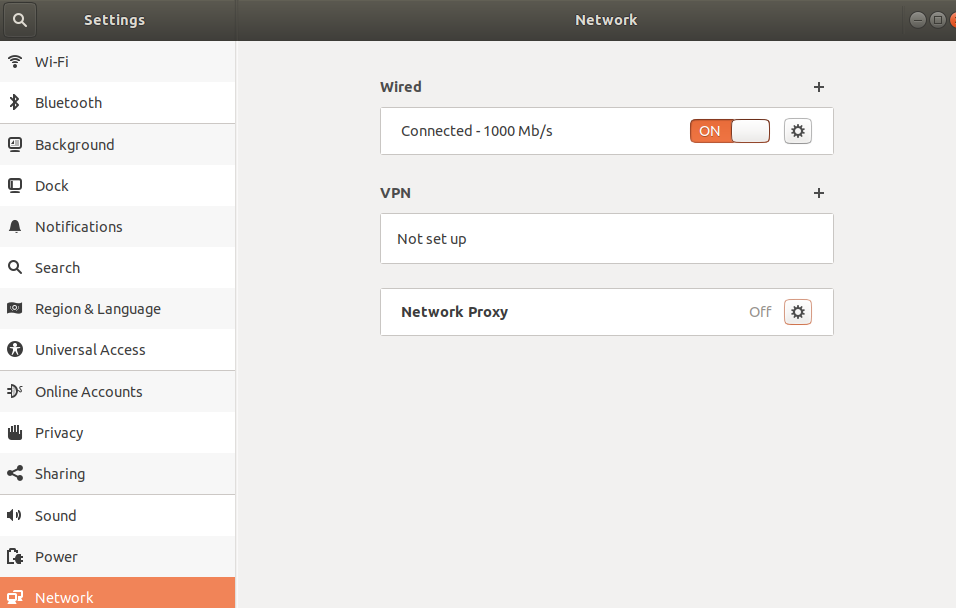 Settings
Network
Wi-Fi
Bluetooth
Background
Dock
Notifications
Search
Region & Language
Universal Access
Online Accounts
Privacy
Sharing
Sound
Power
Network
Wired
Connected - 1000 Mb/s ON
VPN
Not set up
Network Proxy Off